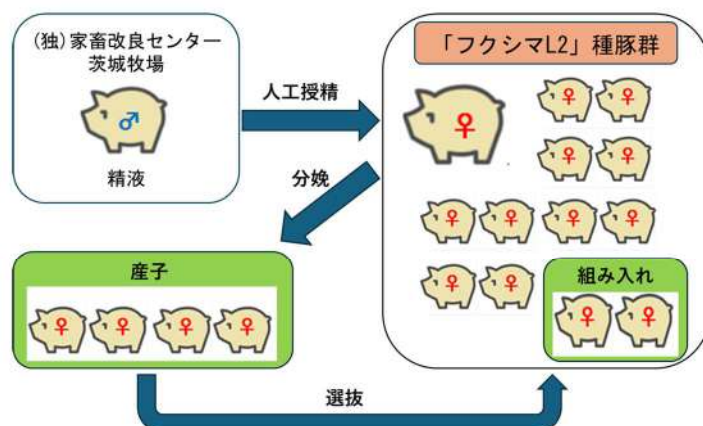 (独)家畜改良センター
茨城牧場
♂
精液
人工授精
「フクシマL2」種豚群
♀
♀ ♀
♀ ♀
♀ ♀ ♀ ♀
♀ ♀
分娩
産子
♀ ♀ ♀ ♀
組み入れ
♀ ♀
選抜